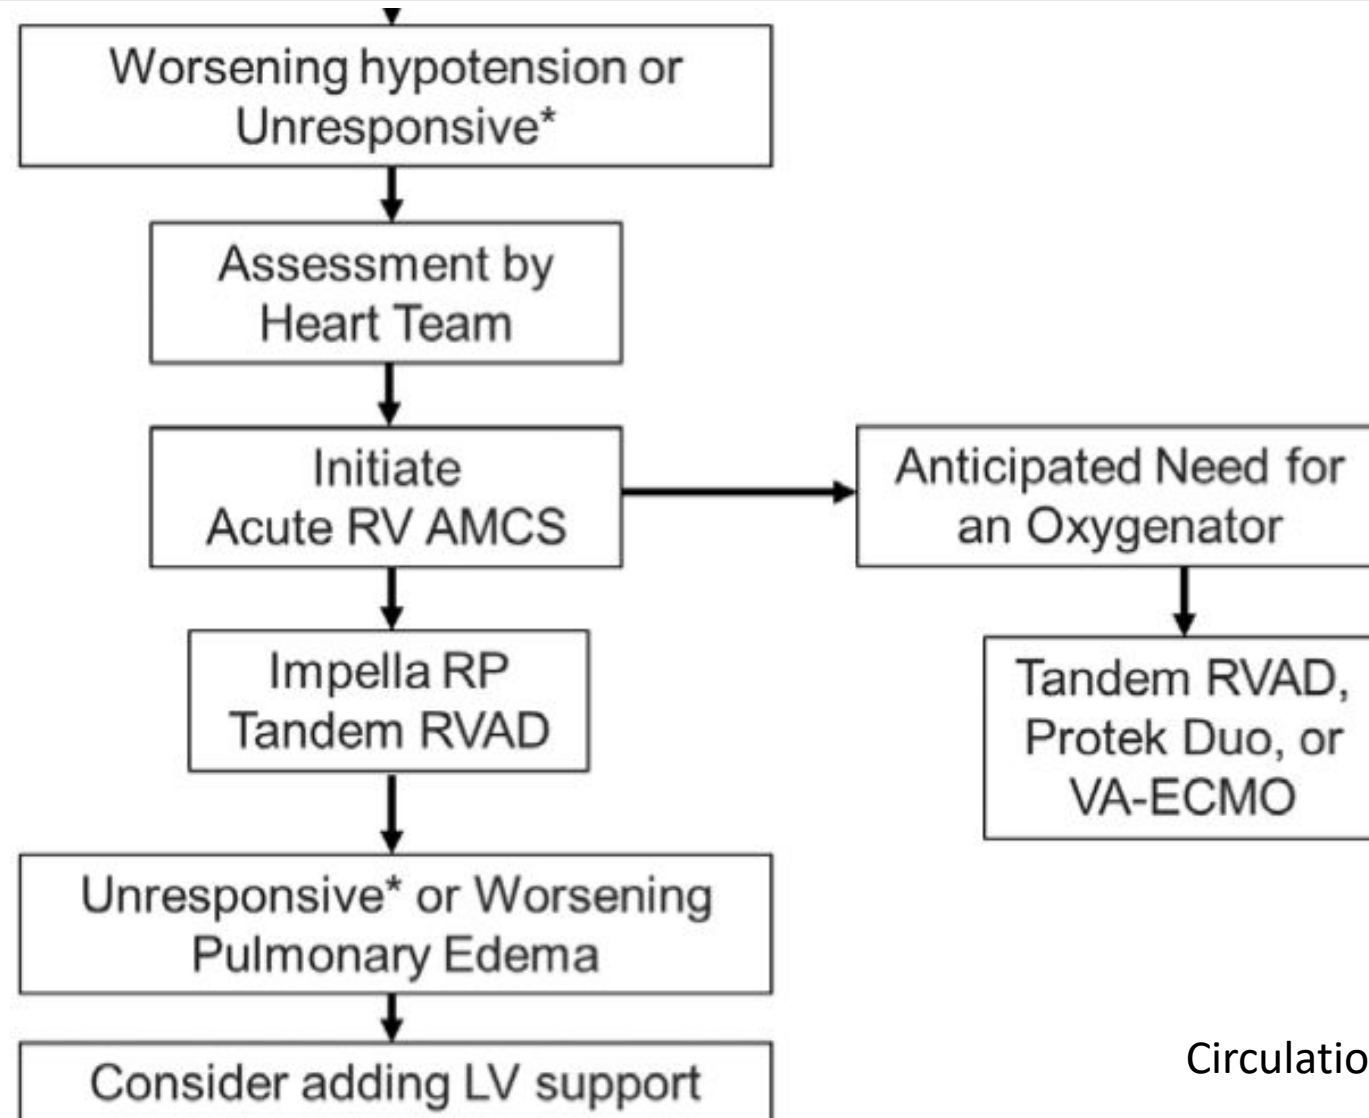 Worsening hypotension or
Unresponsive*
Assessment by
Heart Team
Initiate
Acute RV AMCS
Anticipated Need for
an Oxygenator
Impella RP
Tandem RVAD
Tandem RVAD,
Protek Duo, or
VA-ECMO
Unresponsive* or Worsening
Pulmonary Edema
Consider adding LV support
Circulatio